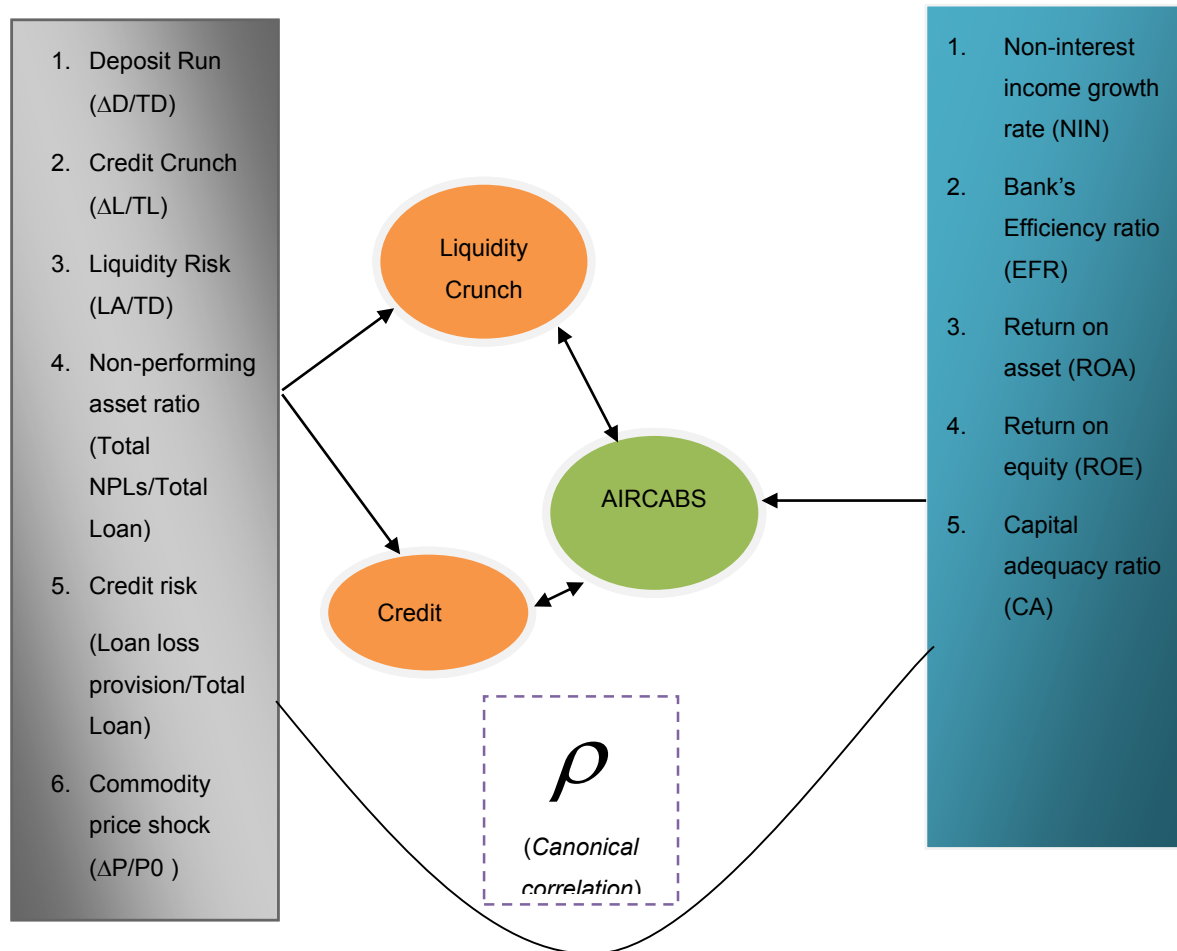 1. Deposit Run
(∆D/TD)
2. Credit Crunch
(∆L/TL)
3. Liquidity Risk
(LA/TD)
4. Non-performing
asset ratio
(Total
NPLs/Total
Loan)
5. Credit risk
(Loan loss
provision/Total
Loan)
6. Commodity
price shock
(∆P/P0 )
Liquidity
Crunch
AIRCABS
Credit
ρ
(Canonical
correlation)
1. Non-interest
income growth
rate (NIN)
2. Bank’s
Efficiency ratio
(EFR)
3. Return on
asset (ROA)
4. Return on
equity (ROE)
5. Capital
adequacy ratio
(CA)